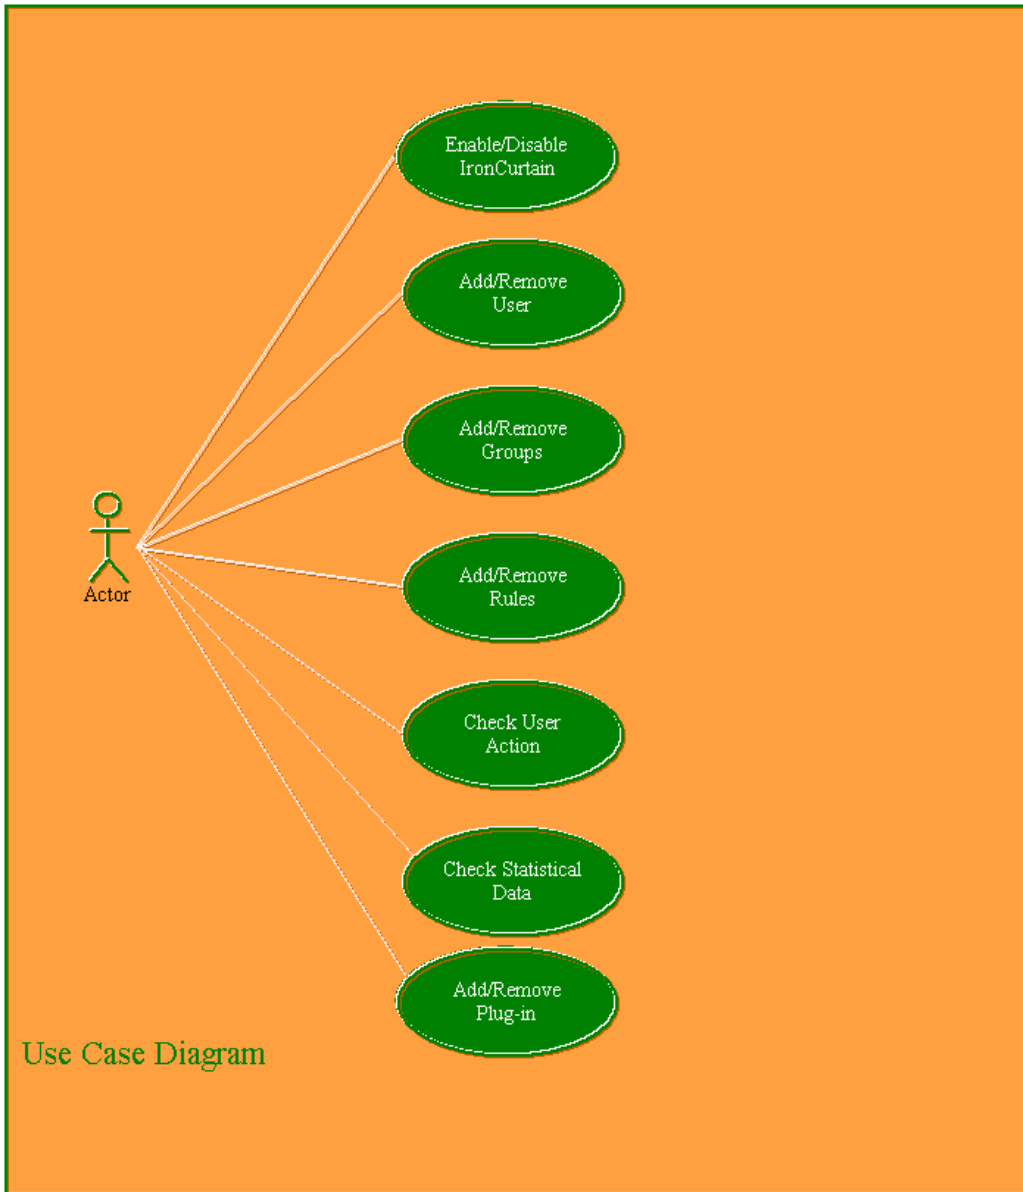 Enable/Disable
IronCurtain
Add/Remove
User
Add/Remove
Groups
Actor
Add/Remove
Rules
Check User
Action
Check Statistical
Data
Add/Remove
Plug-in
Use Case Diagram